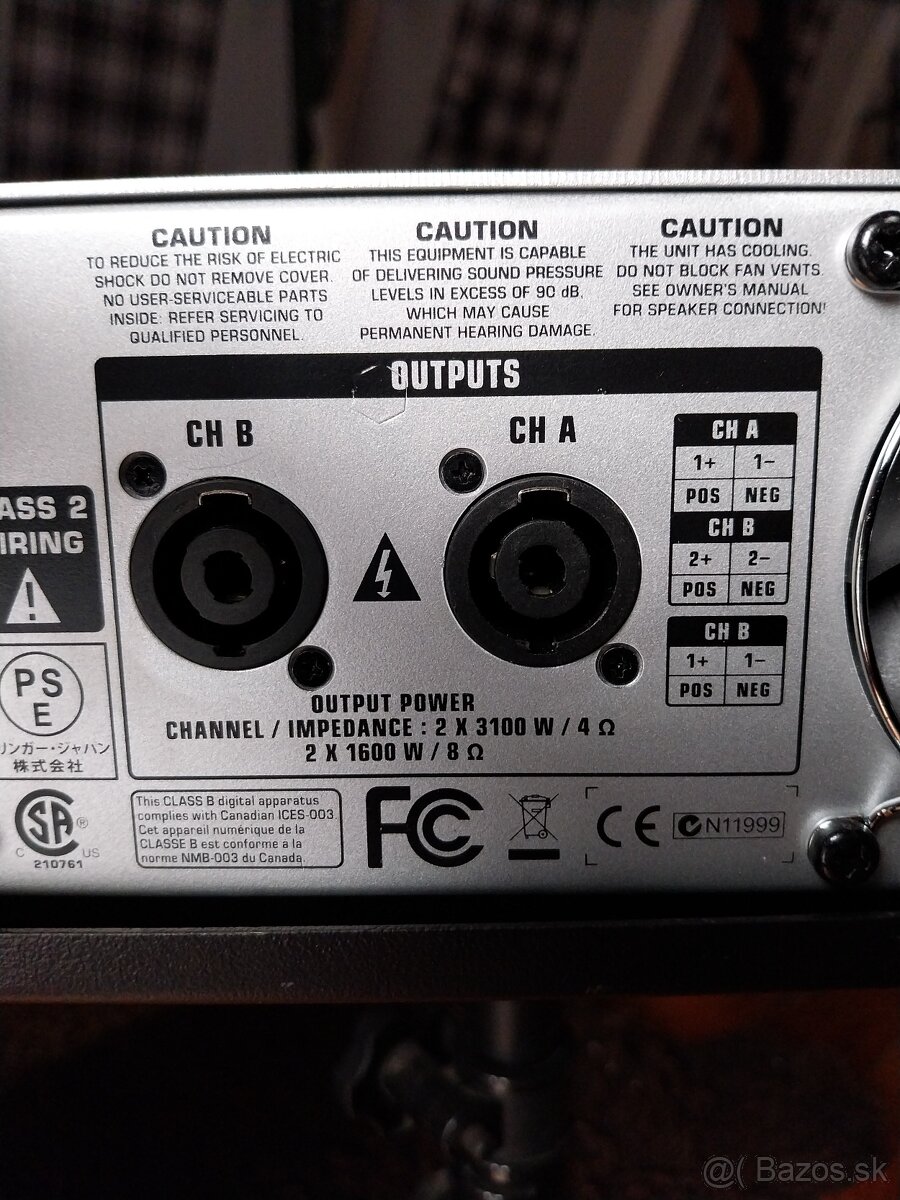 CAUTION
TO REDUCE THE RISK OF ELECTRIC
SHOCK DO NOT REMOVE COVER.
NO USER-SERVICEABLE PARTS
INSIDE: REFER SERVICING TO
QUALIFIED PERSONNEL.
CAUTION
THIS EQUIPMENT IS CAPABLE
OF DELIVERING SOUND PRESSURE
LEVELS IN EXCESS OF 90 dB,
WHICH MAY CAUSE
PERMANENT HEARING DAMAGE.
CAUTION
THE UNIT HAS COOLING.
DO NOT BLOCK FAN VENTS.
SEE OWNER'S MANUAL
FOR SPEAKER CONNECTION!
OUTPUTS
CH B
CH A
CH A
1+ 1-
POS NEG
CH B
2+ 2-
POS NEG
CH B
1+ 1-
POS NEG
ASS 2
IRING
!
OUTPUT POWER
CHANNEL / IMPEDANCE : 2 X 3100 W / 4 Ω
2 X 1600 W / 8 Ω
PS
E
リンガー・ジャパン
株式会社
SA ®
C US
210761
This CLASS B digital apparatus
complies with Canadian ICES-003.
Cet appareil numérique de la
CLASSE B est conforme a la
norme NMB-003 du Canada.
FC
CE
N11999
@( Bazos.sk